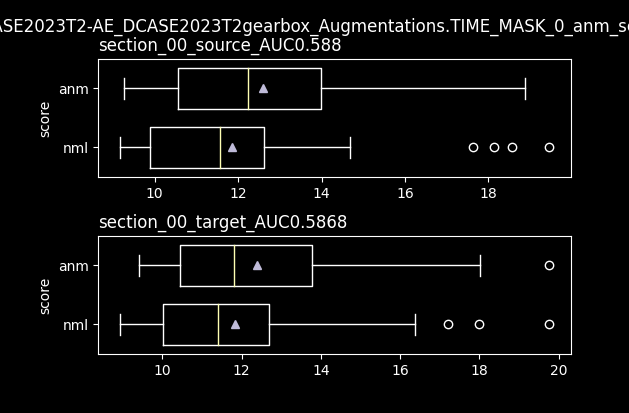 ASE2023T2-AE_DCASE2023T2gearbox_Augmentations.TIME_MASK_0_anm_sc
section_00_source_AUC0.588
anm
nml
score
10 12 14 16 18
section_00_target_AUC0.5868
anm
nml
score
10 12 14 16 18 20